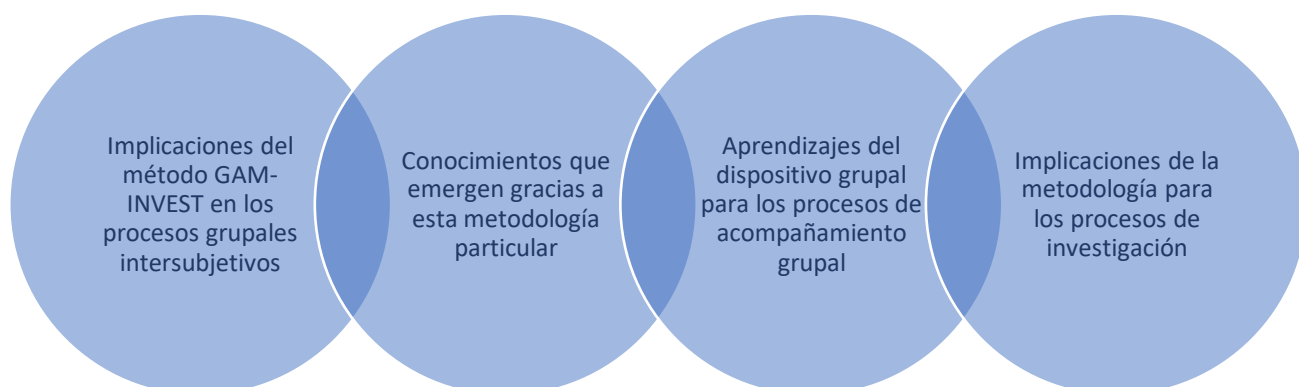 Implicaciones del
método GAM-
INVEST en los
procesos grupales
intersubjetivos
Conocimientos que
emergen gracias a
esta metodología
particular
Aprendizajes del
dispositivo grupal
para los procesos de
acompañamiento
grupal
Implicaciones de la
metodología para
los procesos de
investigación